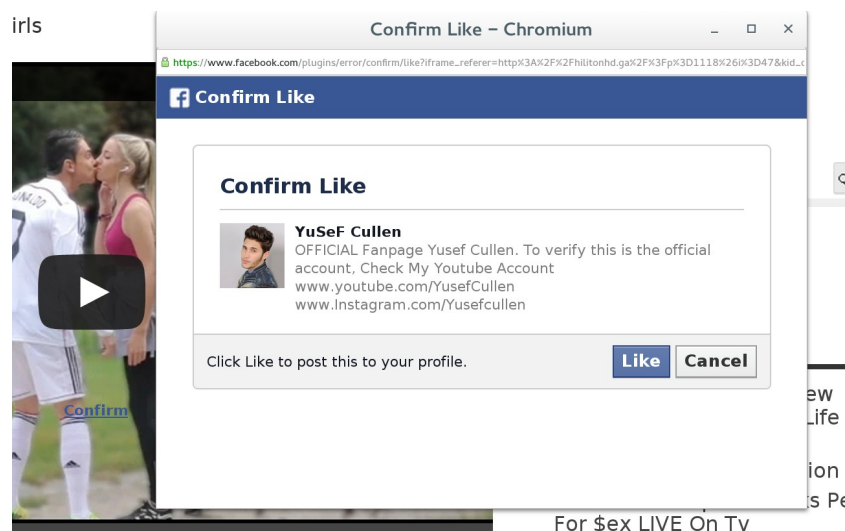 irls
Confirm Like – Chromium
https://www.facebook.com/plugins/error/confirm/like?iframe_referer=http%3A%2F%2Fhilitonhd.ga%2F%3Fp%3D1118%26i%3D47&kid_c
Confirm Like
Confirm Like
YuSeF Cullen
OFFICIAL Fanpage Yusef Cullen. To verify this is the official
account, Check My Youtube Account
www.youtube.com/YusefCullen
www.Instagram.com/Yusefcullen
Click Like to post this to your profile.
Like
Cancel
NALDO
7
Confirm
ew
Life
ion
ks Pe
For $ex LIVE On Tv